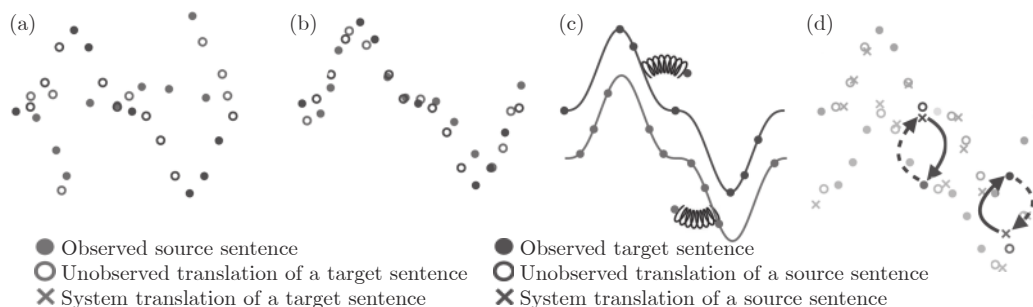 (a) (b) (c) (d)
Observed source sentence Observed target sentence
Unobserved translation of a target sentence Unobserved translation of a source sentence
System translation of a target sentence System translation of a source sentence